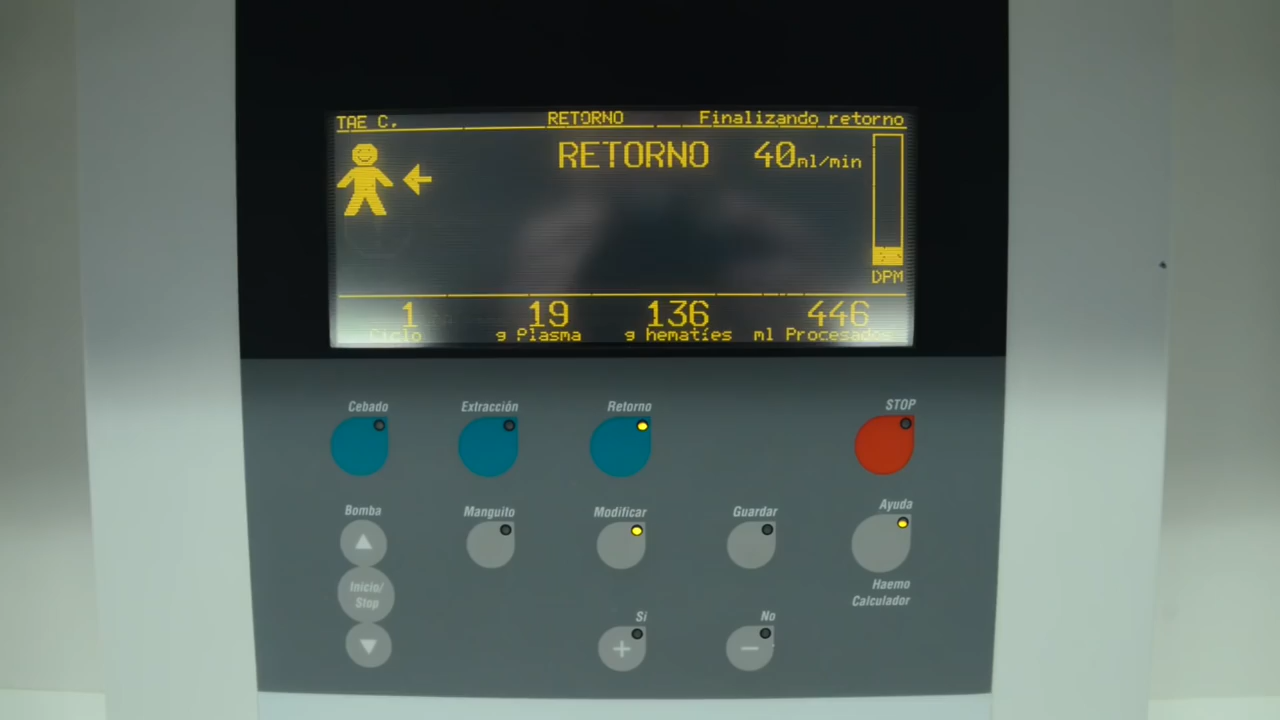 TAE C. RETORNO Finalizando retorno
RETORNO 40ml/min
DPM
1 19 136 446
Ciclo g Plasma g hematíes ml Procesados
Cebado Extracción Retorno STOP
Bomba Manguito Modificar Guardar Ayuda
Inicio/
Stop
Haemo
Calculador
Si No
+ −